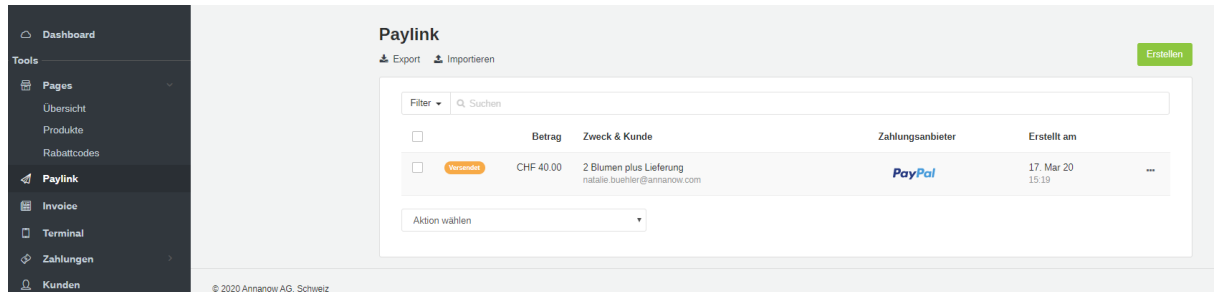 Dashboard
Tools
Pages
Übersicht
Produkte
Rabattcodes
Paylink
Invoice
Terminal
Zahlungen
Kunden
Paylink
Export Importieren
Erstellen
Filter Suchen
Betrag Zweck & Kunde Zahlungsanbieter Erstellt am
Versendet CHF 40.00 2 Blumen plus Lieferung PayPal 17. Mar 20
natalie.buehler@annanow.com 15:19
Aktion wählen
© 2020 Annanow AG, Schweiz